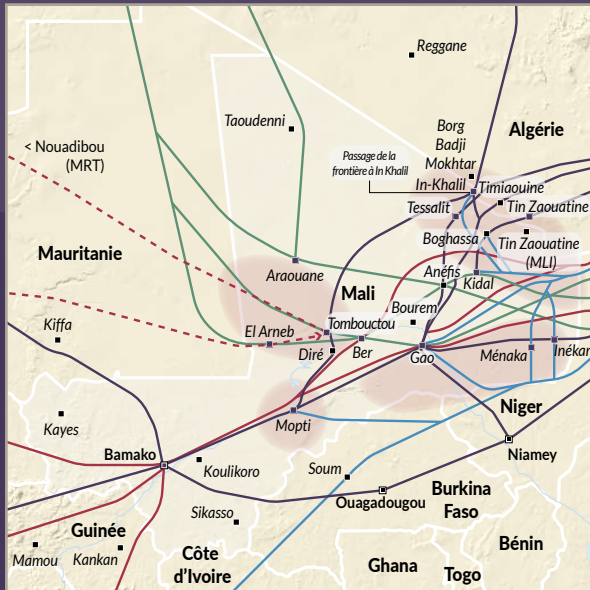 Reggane
Taoudenni
Borg
Badji
Mokhtar
Algérie
< Nouadibou
(MRT)
Passage de la
frontière à In Khalil
In-Khalil
Timiaouine
Tessalit
Tin Zaouatine
Boghassa
Tin Zaouatine
(MLI)
Mauritanie
Araouane
Mali
Anéfis
Kidal
Bourem
Kiffa
El Arneb
Tombouctou
Diré
Ber
Gao
Ménaka
Inékar
Kayes
Mopti
Niger
Bamako
Koulikoro
Soum
Niamey
Ouagadougou
Burkina
Faso
Sikasso
Guinée
Mamou
Kankan
Côte
d'Ivoire
Ghana
Togo
Bénin